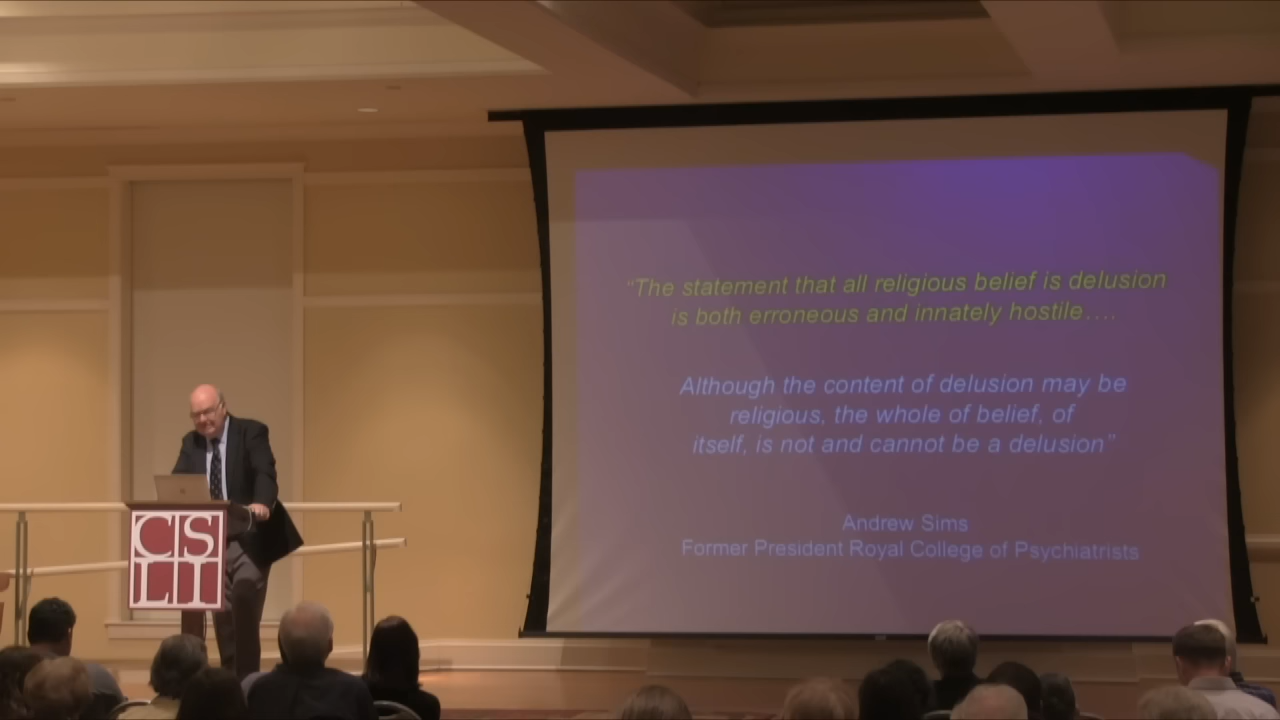 "The statement that all religious belief is delusion
is both erroneous and innately hostile….
Although the content of delusion may be
religious, the whole of belief, of
itself, is not and cannot be a delusion"
Andrew Sims
Former President Royal College of Psychiatrists
CS
LI